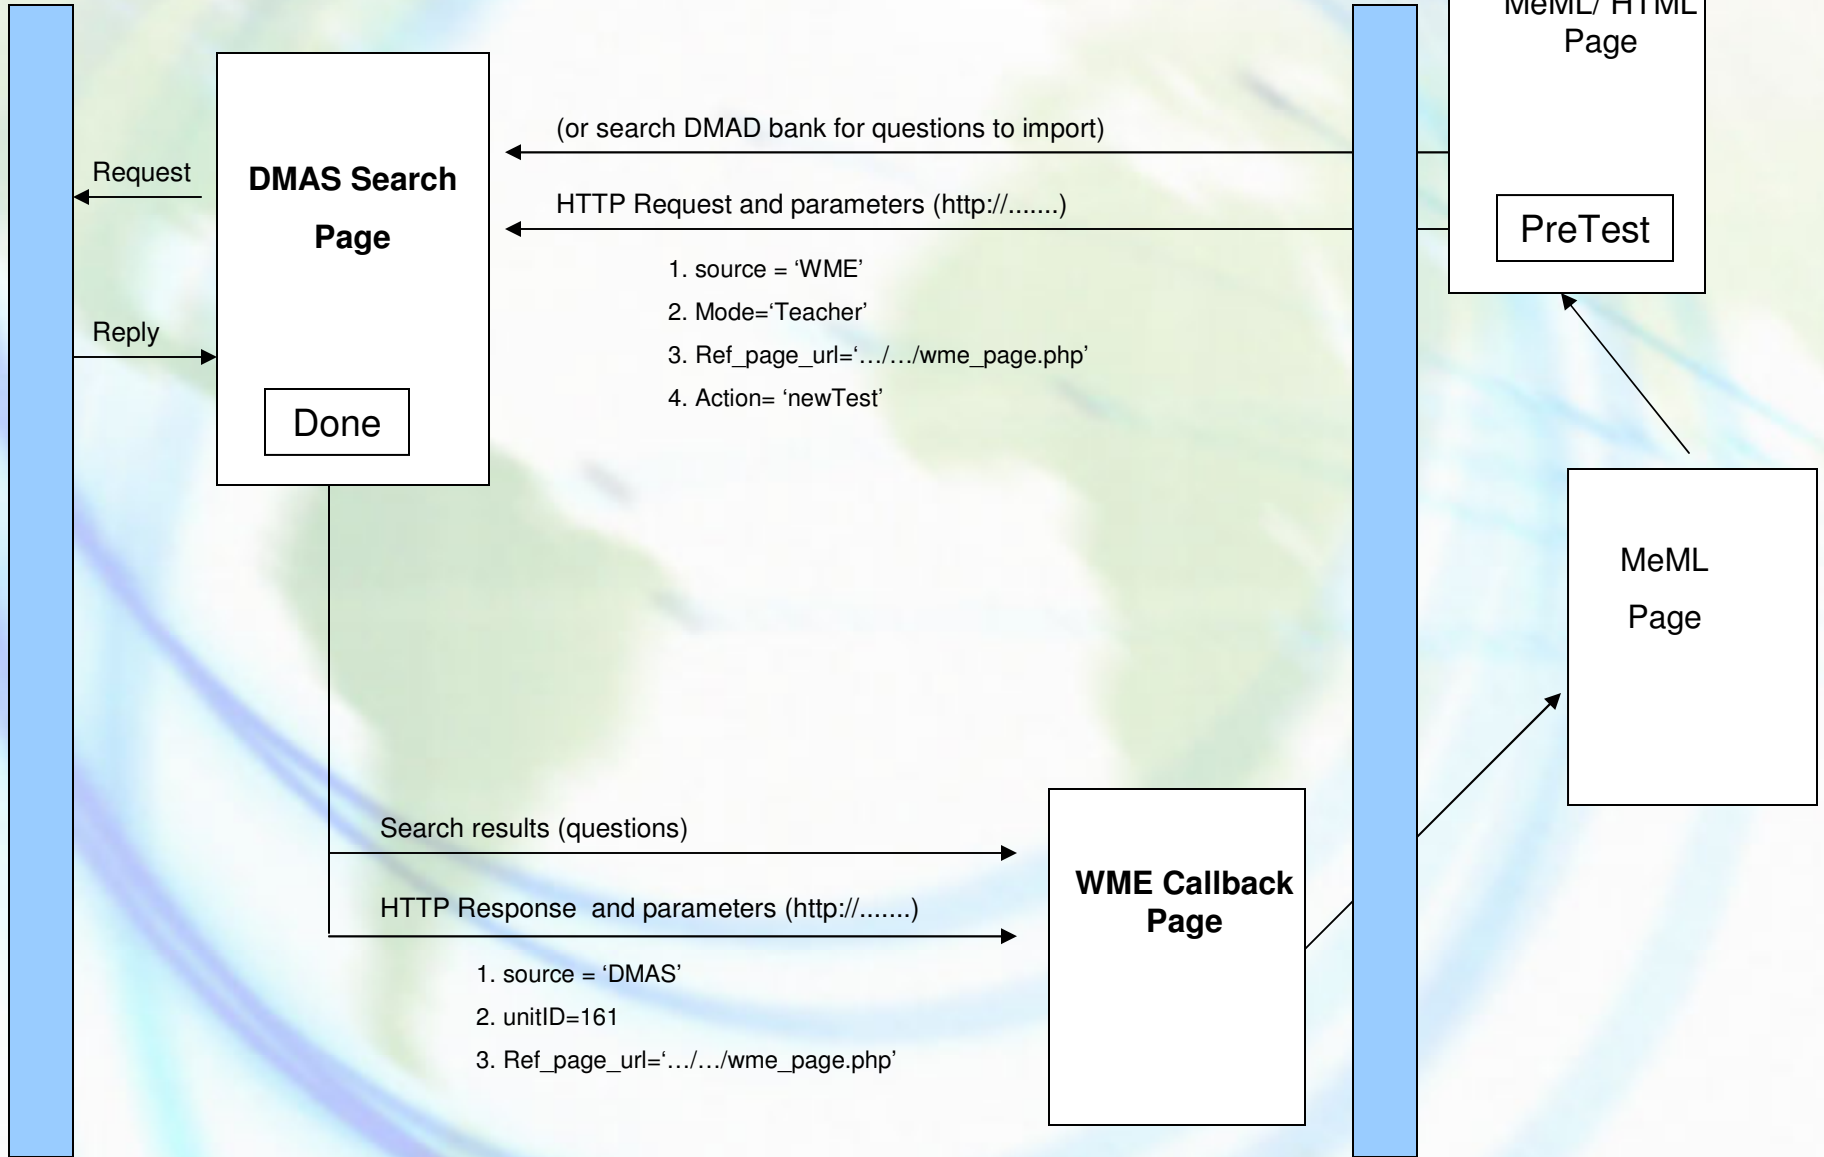 MeML/ HTML
Page
(or search DMAD bank for questions to import)
Request
DMAS Search
Page
HTTP Request and parameters (http://.......)
PreTest
1. source = ‘WME’
2. Mode=‘Teacher’
Reply
3. Ref_page_url=‘…/…/wme_page.php’
4. Action= ‘newTest’
Done
MeML
Page
Search results (questions)
WME Callback
Page
HTTP Response  and parameters (http://.......)
1. source = ‘DMAS’
2. unitID=161
3. Ref_page_url=‘…/…/wme_page.php’